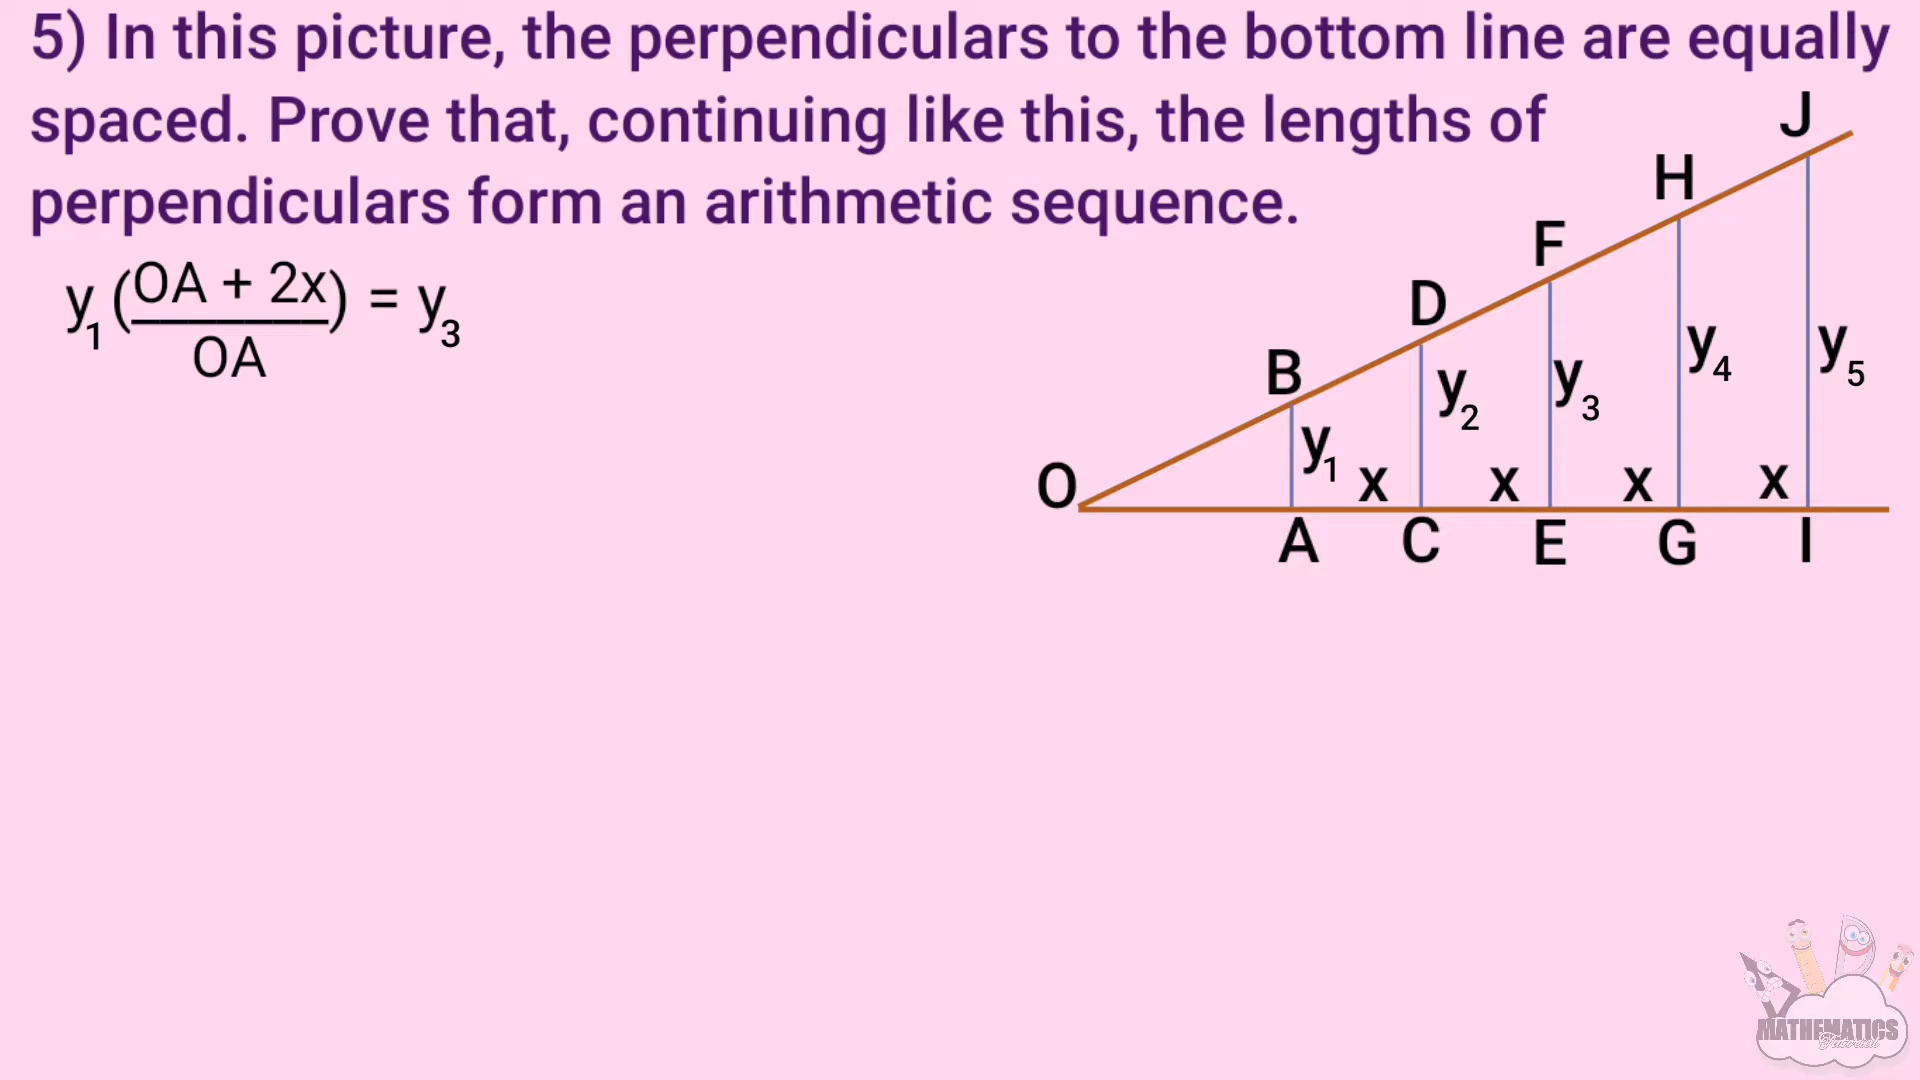 5) In this picture, the perpendiculars to the bottom line are equally
spaced. Prove that, continuing like this, the lengths of
perpendiculars form an arithmetic sequence.
y₁ (OA + 2x) = y₃
OA
J
H
F
D
B
y₄ y₅
y₃
y₂
y₁
O x x x x
A C E G I
MATHEMATICS
Tutorial